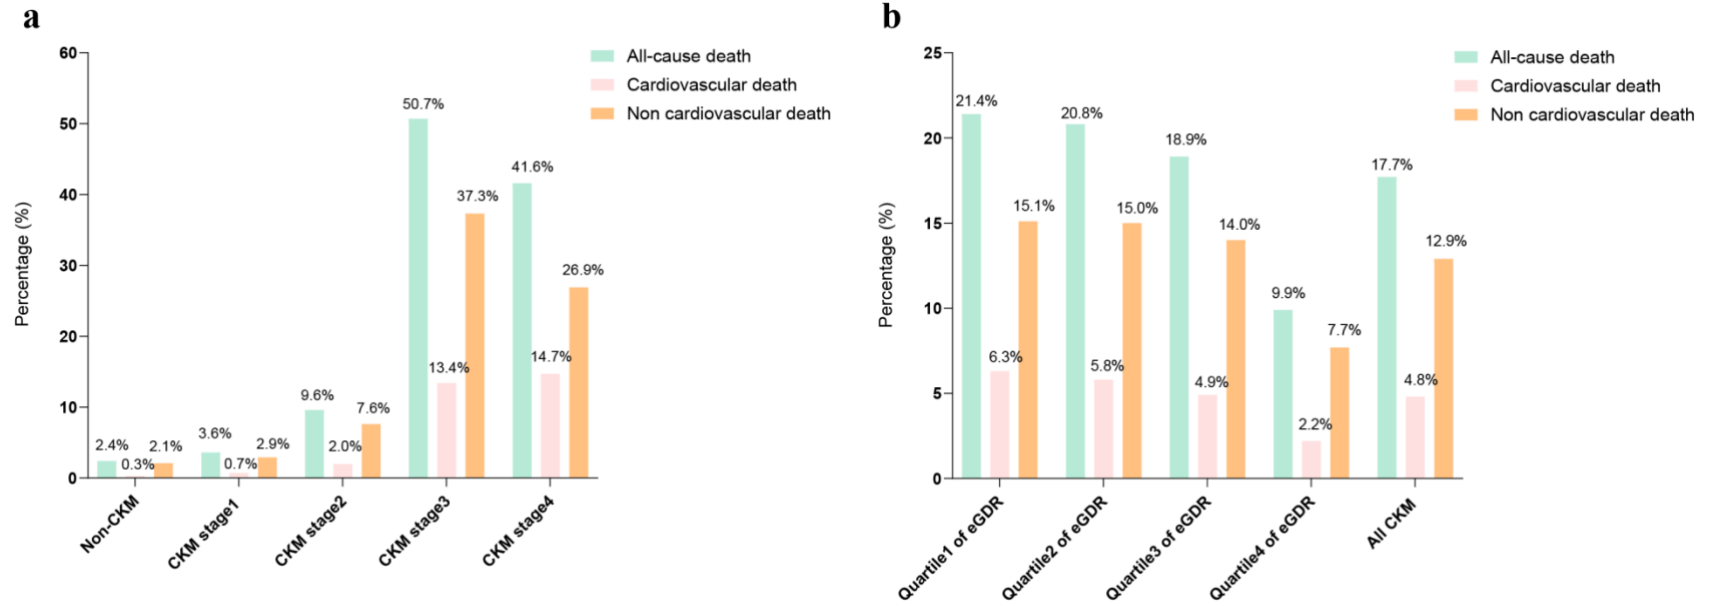 a
60
50
40
30
20
10
0
Percentage (%)
All-cause death
Cardiovascular death
Non cardiovascular death
2.4%
0.3%
2.1%
3.6%
0.7%
2.9%
9.6%
2.0%
7.6%
50.7%
13.4%
37.3%
41.6%
14.7%
26.9%
Non-CKM
CKM stage1
CKM stage2
CKM stage3
CKM stage4
b
25
20
15
10
5
0
Percentage (%)
All-cause death
Cardiovascular death
Non cardiovascular death
21.4%
6.3%
15.1%
20.8%
5.8%
15.0%
18.9%
4.9%
14.0%
9.9%
2.2%
7.7%
17.7%
4.8%
12.9%
Quartile1 of eGDR
Quartile2 of eGDR
Quartile3 of eGDR
Quartile4 of eGDR
All CKM